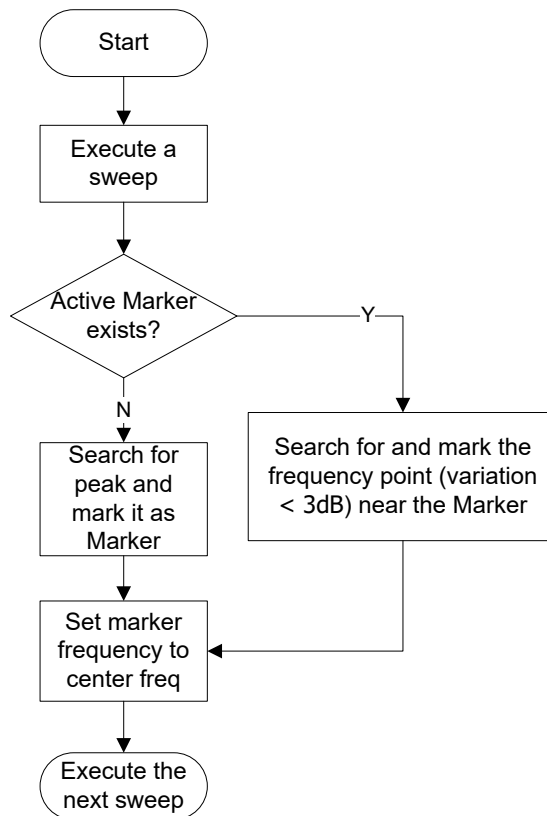 Start
Execute a
sweep
Active Marker
exists?
Y
N
Search for
peak and
mark it as
Marker
Search for and mark the
frequency point (variation
< 3dB) near the Marker
Set marker
frequency to
center freq
Execute the
next sweep